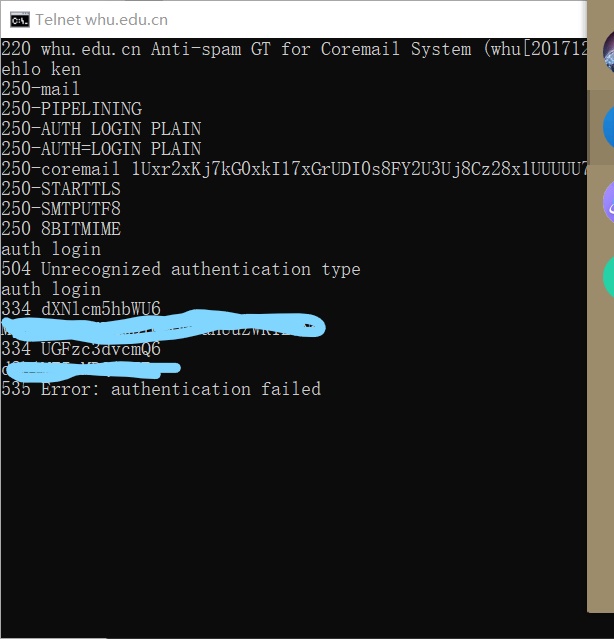 Telnet whu.edu.cn
220 whu.edu.cn Anti-spam GT for Coremail System (whu[201712
ehlo ken
250-mail
250-PIPELINING
250-AUTH LOGIN PLAIN
250-AUTH=LOGIN PLAIN
250-coremail 1Uxr2xKj7kG0xkI17xGrUDI0s8FY2U3Uj8Cz28x1UUUUU7
250-STARTTLS
250-SMTPUTF8
250 8BITMIME
auth login
504 Unrecognized authentication type
auth login
334 dXNlcm5hbWU6
334 UGFzc3dvcmQ6
535 Error: authentication failed